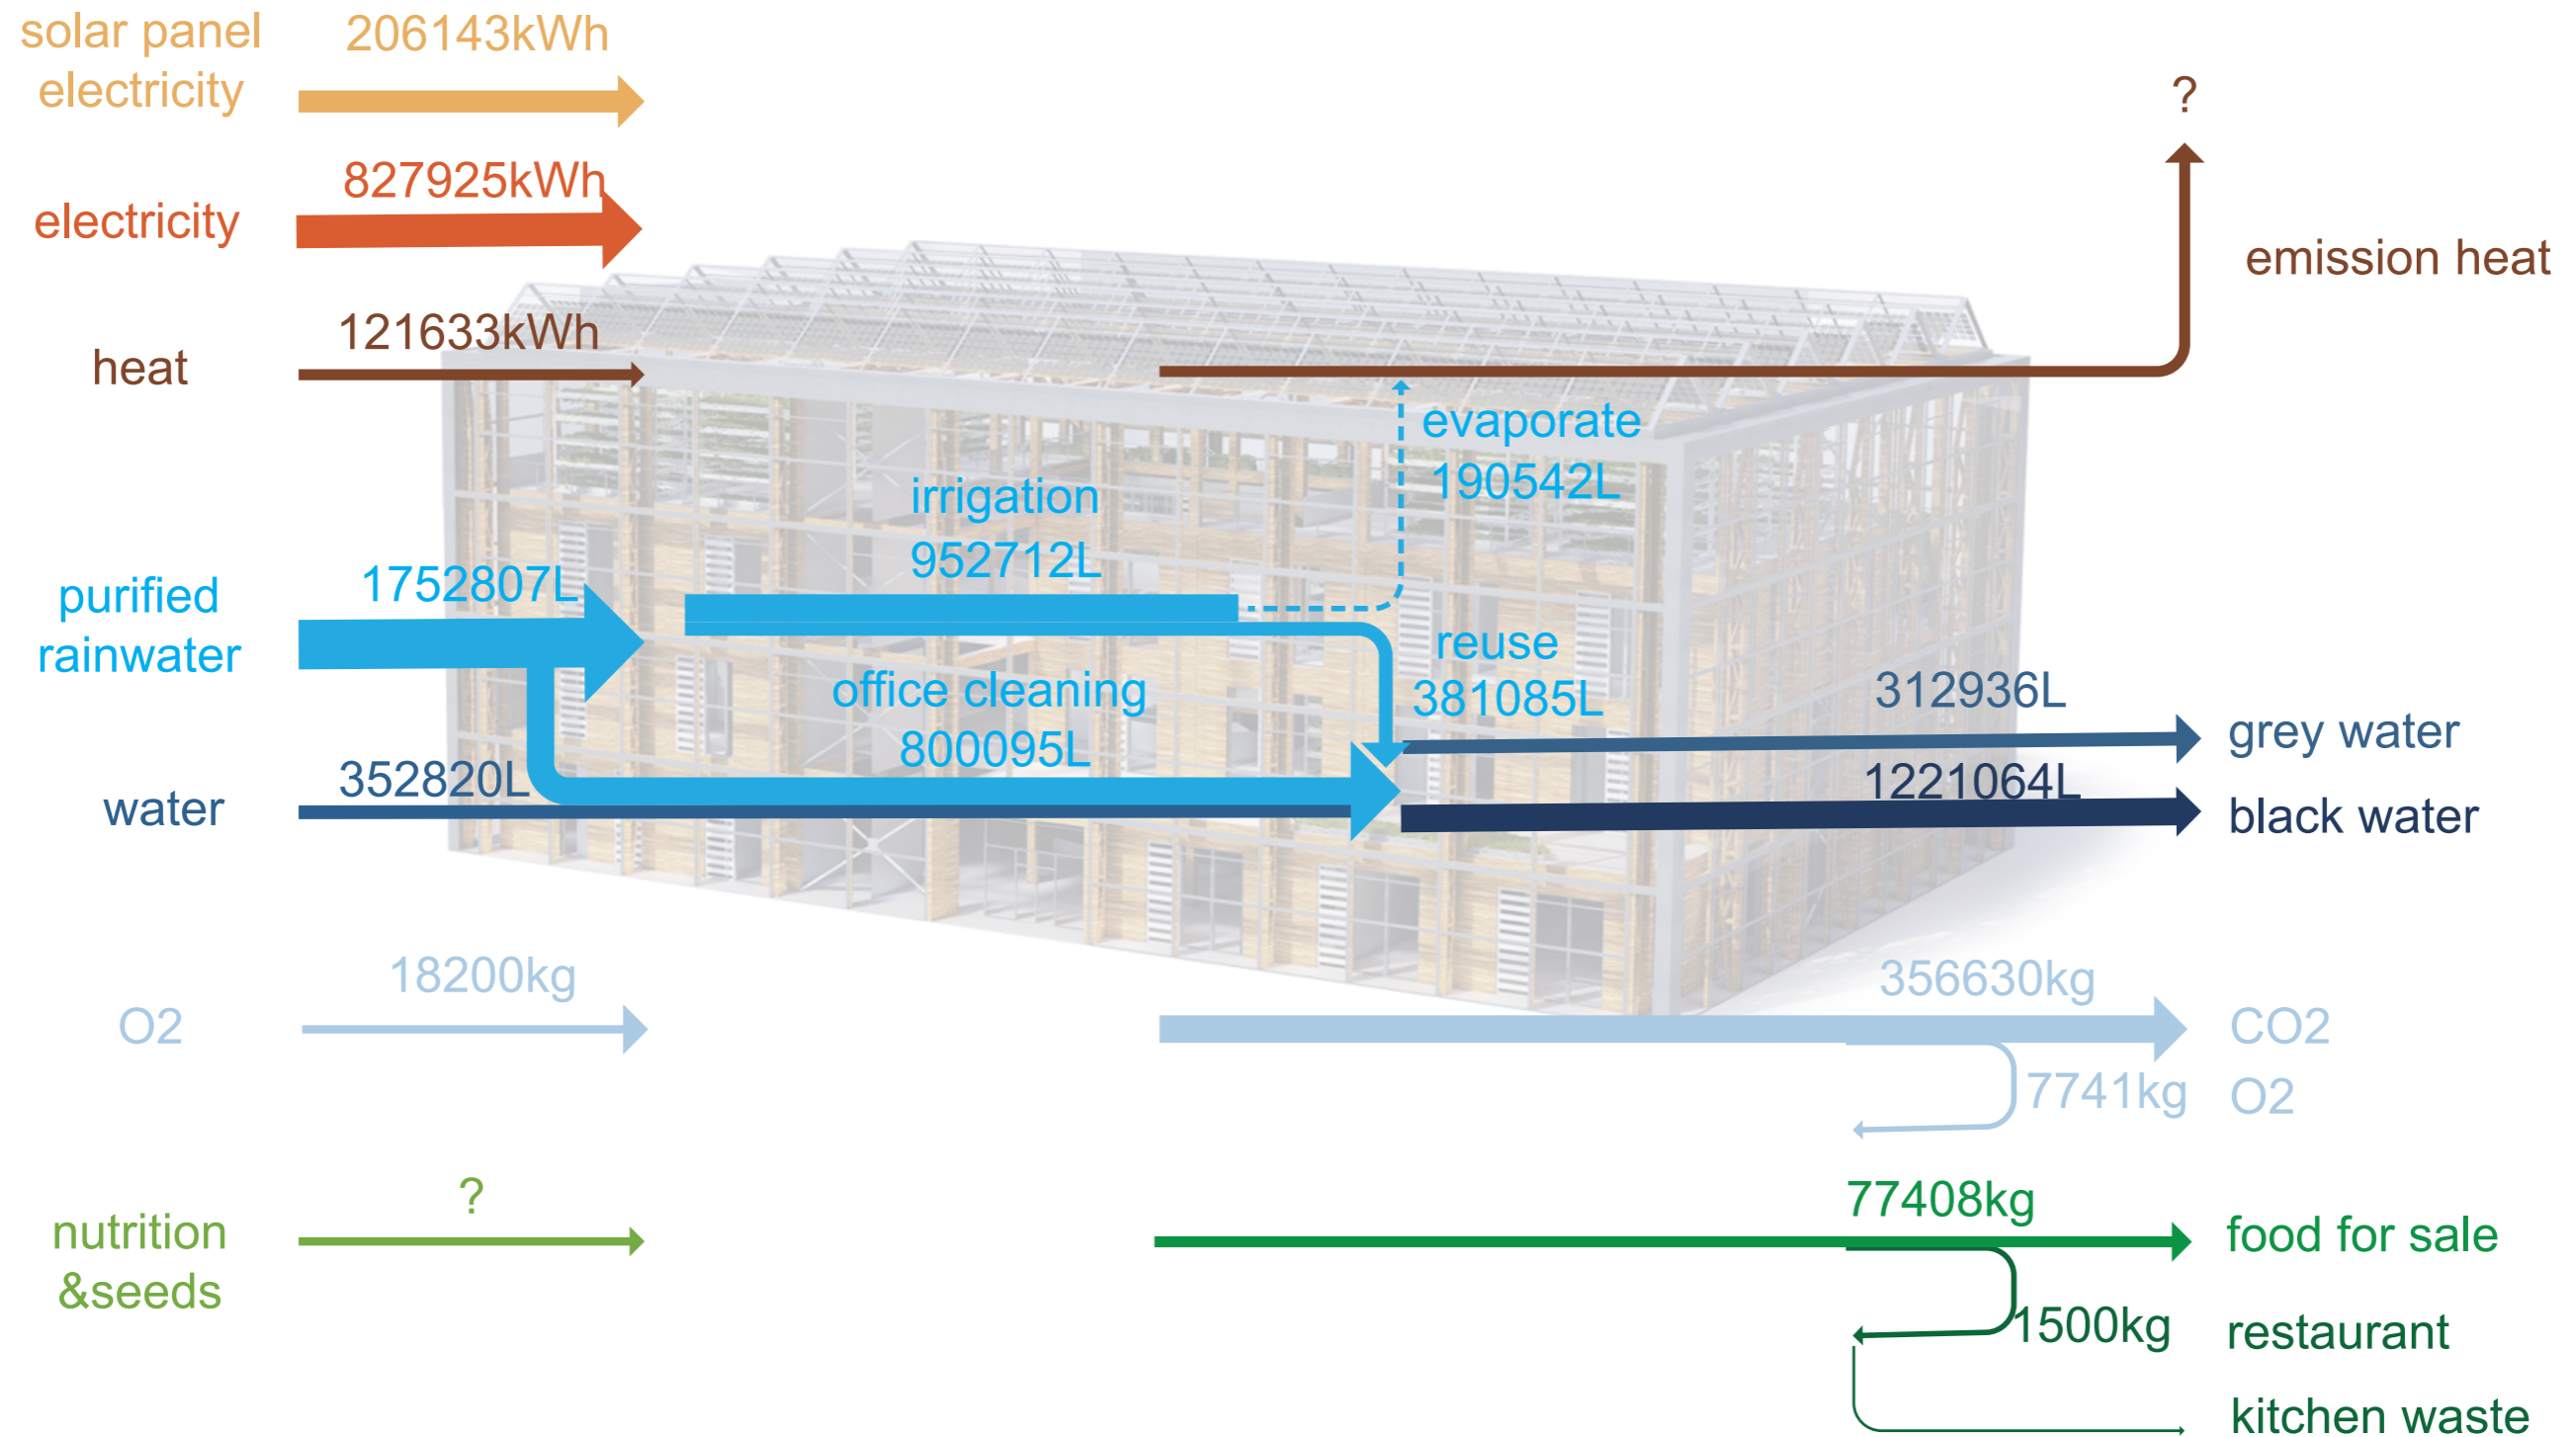 solar panel
electricity
206143kWh
?
electricity
827925kWh
emission heat
heat
121633kWh
evaporate
190542L
irrigation
952712L
purified
rainwater
1752807L
reuse
381085L
office cleaning
800095L
312936L
grey water
water
352820L
1221064L
black water
O2
18200kg
356630kg
CO2
7741kg
O2
nutrition
&seeds
?
77408kg
food for sale
1500kg
restaurant
kitchen waste